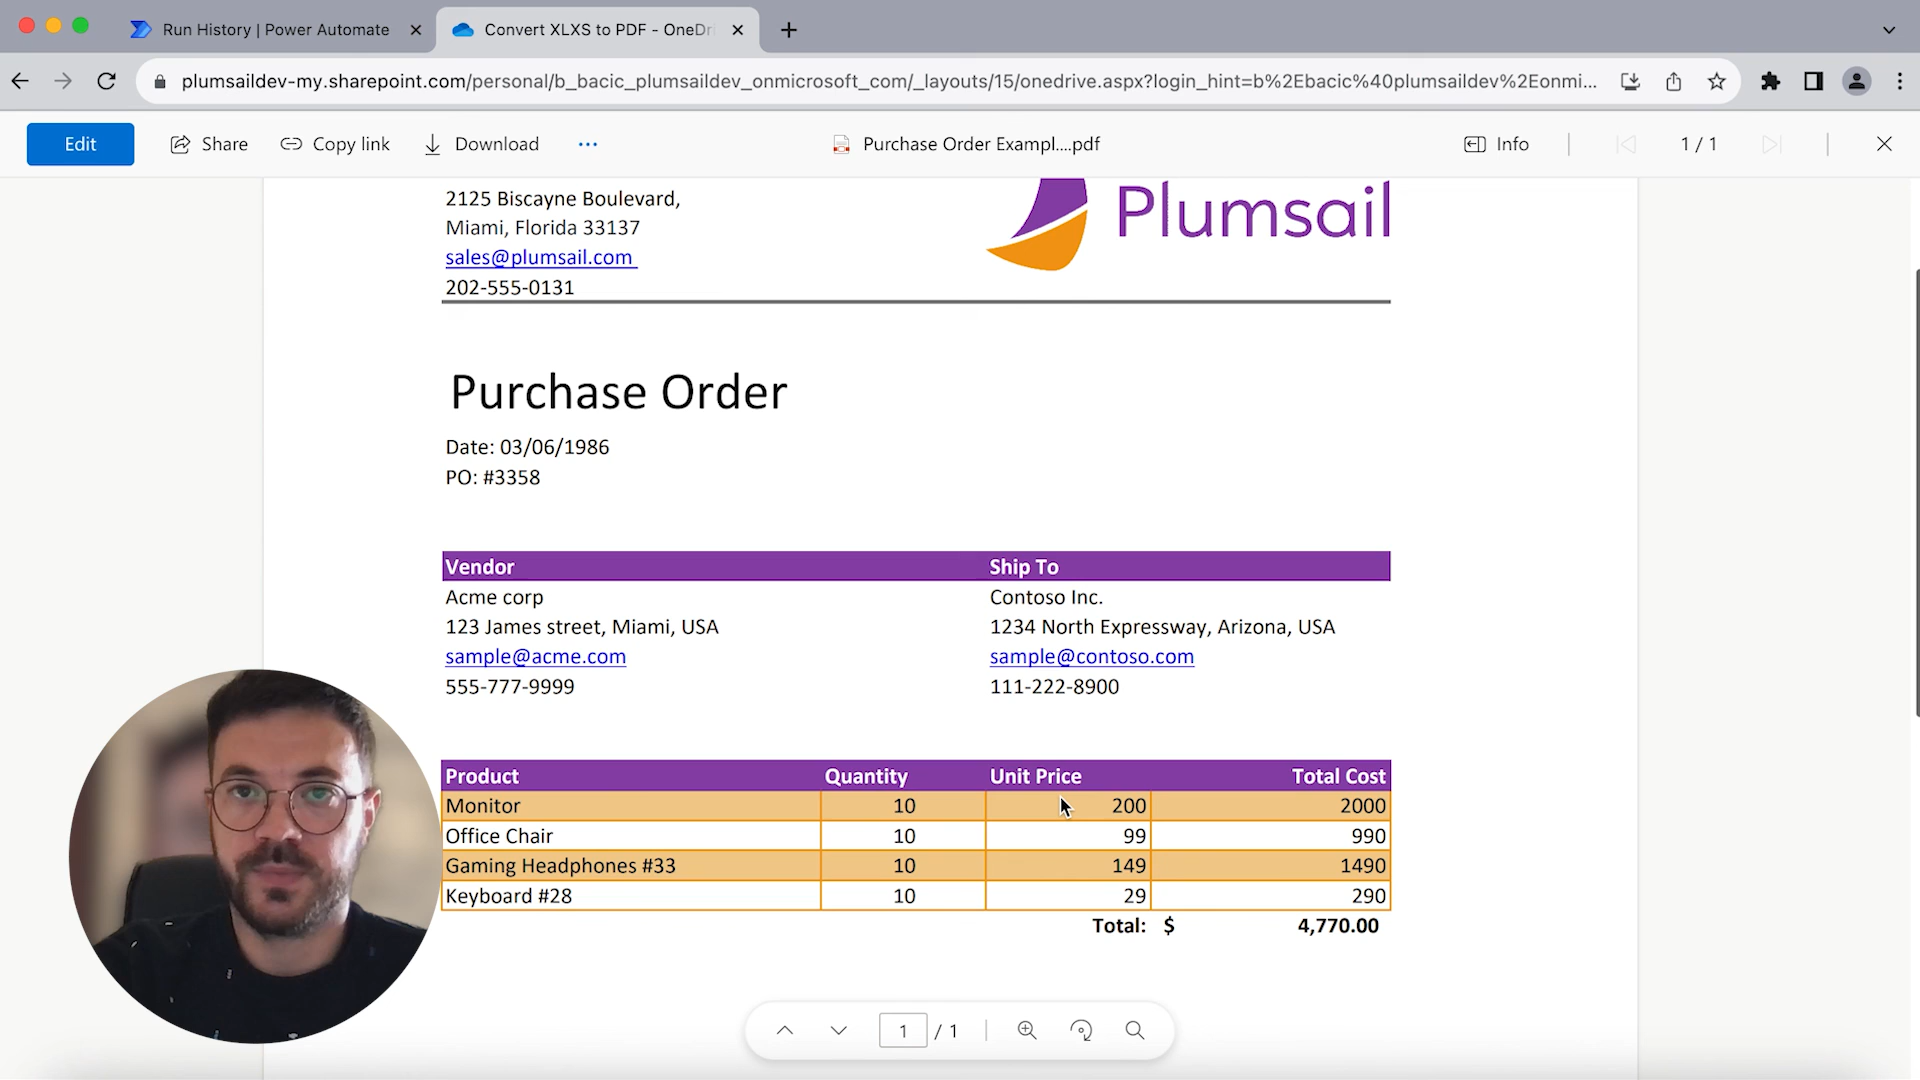 Run History | Power Automate
Convert XLXS to PDF - OneDri
plumsaildev-my.sharepoint.com/personal/b_bacic_plumsaildev_onmicrosoft_com/_layouts/15/onedrive.aspx?login_hint=b%2Ebacic%40plumsaildev%2Eonmi...
Edit
Share
Copy link
Download
...
Purchase Order Exampl....pdf
Info
1 / 1
2125 Biscayne Boulevard,
Miami, Florida 33137
sales@plumsail.com
202-555-0131
Plumsail
Purchase Order
Date: 03/06/1986
PO: #3358
Vendor Ship To
Acme corp Contoso Inc.
123 James street, Miami, USA 1234 North Expressway, Arizona, USA
sample@acme.com sample@contoso.com
555-777-9999 111-222-8900
Product Quantity Unit Price Total Cost
Monitor 10 200 2000
Office Chair 10 99 990
Gaming Headphones #33 10 149 1490
Keyboard #28 10 29 290
Total: $ 4,770.00
1 / 1